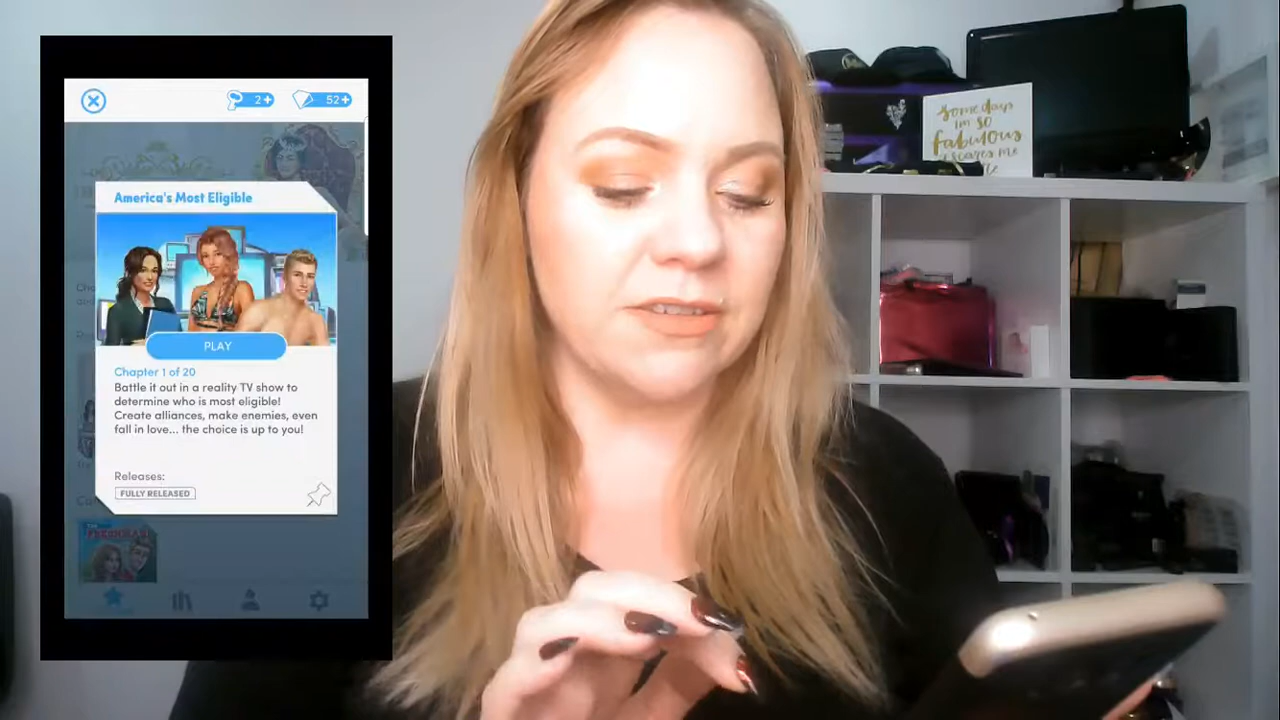 2+
52+
America's Most Eligible
PLAY
Chapter 1 of 20
Battle it out in a reality TV show to
determine who is most eligible!
Create alliances, make enemies, even
fall in love... the choice is up to you!
Releases:
FULLY RELEASED
FRESHMAN
some days
I'm so
fabulous
scares me